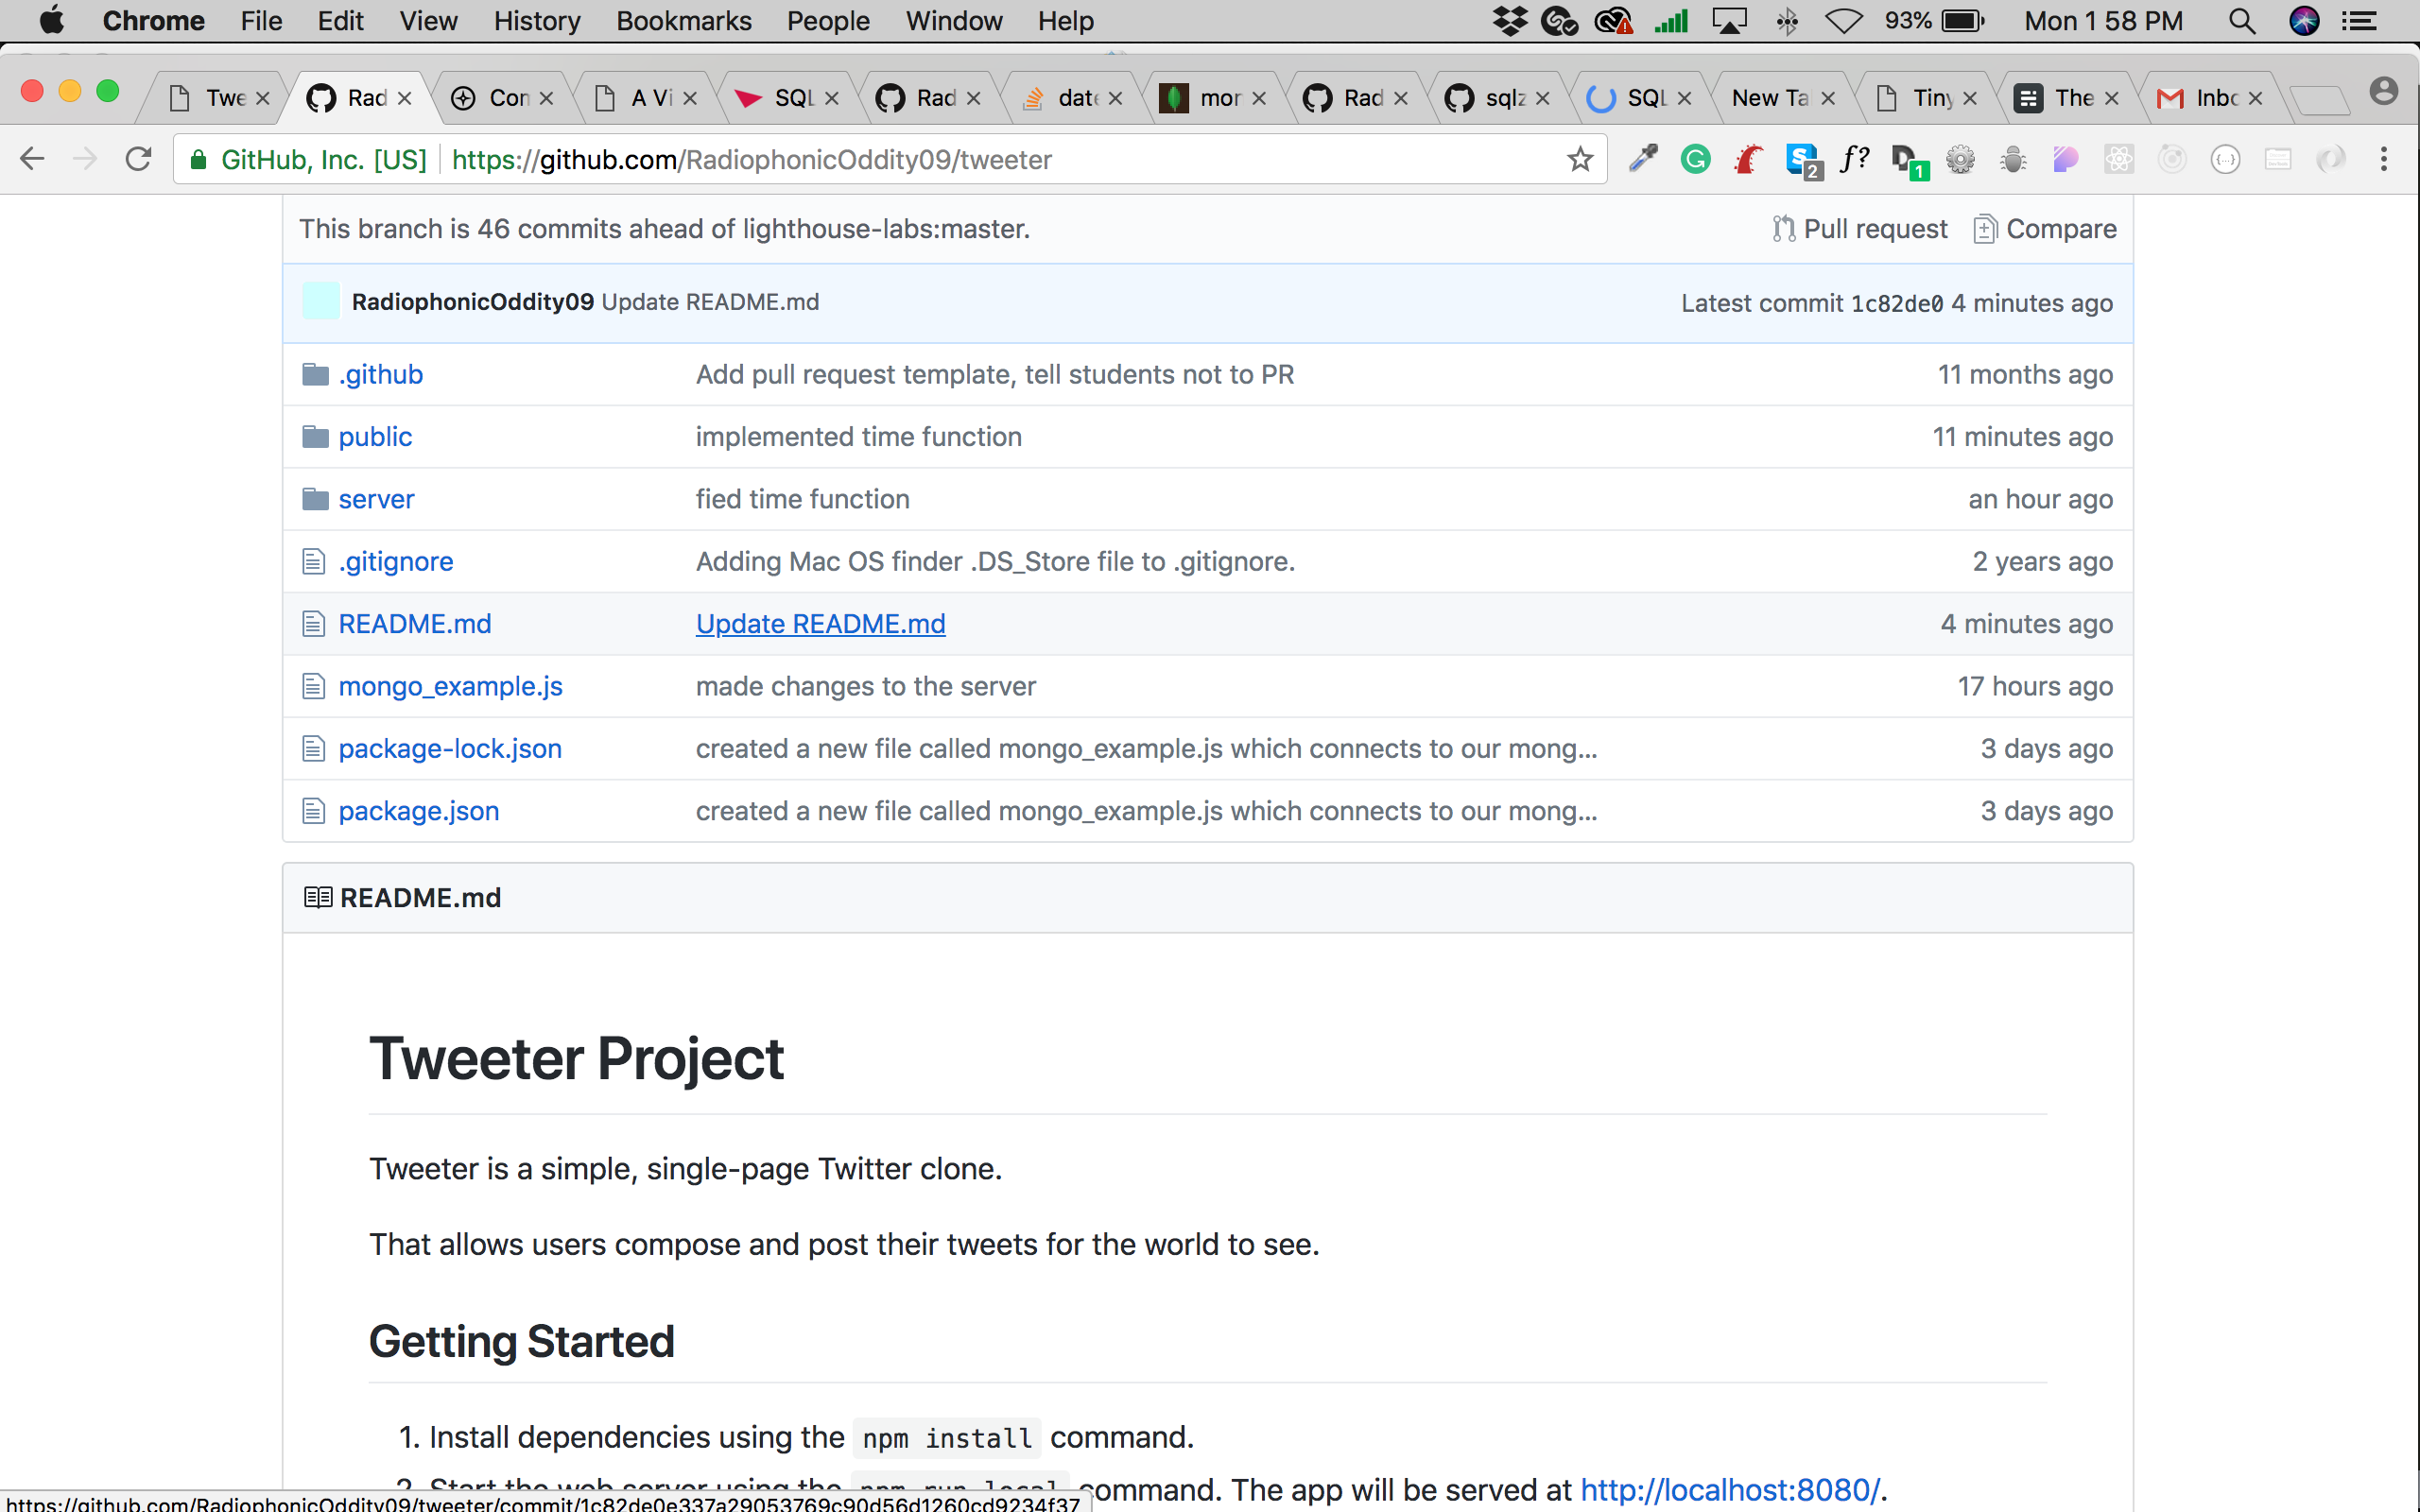 Chrome File Edit View History Bookmarks People Window Help 93% Mon 1 58 PM
Twe Rad Con A Vi SQL Rad date mor Rad sqlz SQL New Ta Tiny The Inbo
GitHub, Inc. [US] https://github.com/RadiophonicOddity09/tweeter 2 f? 1
This branch is 46 commits ahead of lighthouse-labs:master. Pull request Compare
RadiophonicOddity09 Update README.md Latest commit 1c82de0 4 minutes ago
.github Add pull request template, tell students not to PR 11 months ago
public implemented time function 11 minutes ago
server fied time function an hour ago
.gitignore Adding Mac OS finder .DS_Store file to .gitignore. 2 years ago
README.md Update README.md 4 minutes ago
mongo_example.js made changes to the server 17 hours ago
package-lock.json created a new file called mongo_example.js which connects to our mong... 3 days ago
package.json created a new file called mongo_example.js which connects to our mong... 3 days ago
README.md
Tweeter Project
Tweeter is a simple, single-page Twitter clone.
That allows users compose and post their tweets for the world to see.
Getting Started
1. Install dependencies using the npm install command.
2. Start the web server using the npm run local command. The app will be served at http://localhost:8080/.
https://github.com/RadiophonicOddity09/tweeter/commit/1c82de0e337a29053769c90d56d1260cd9234f37